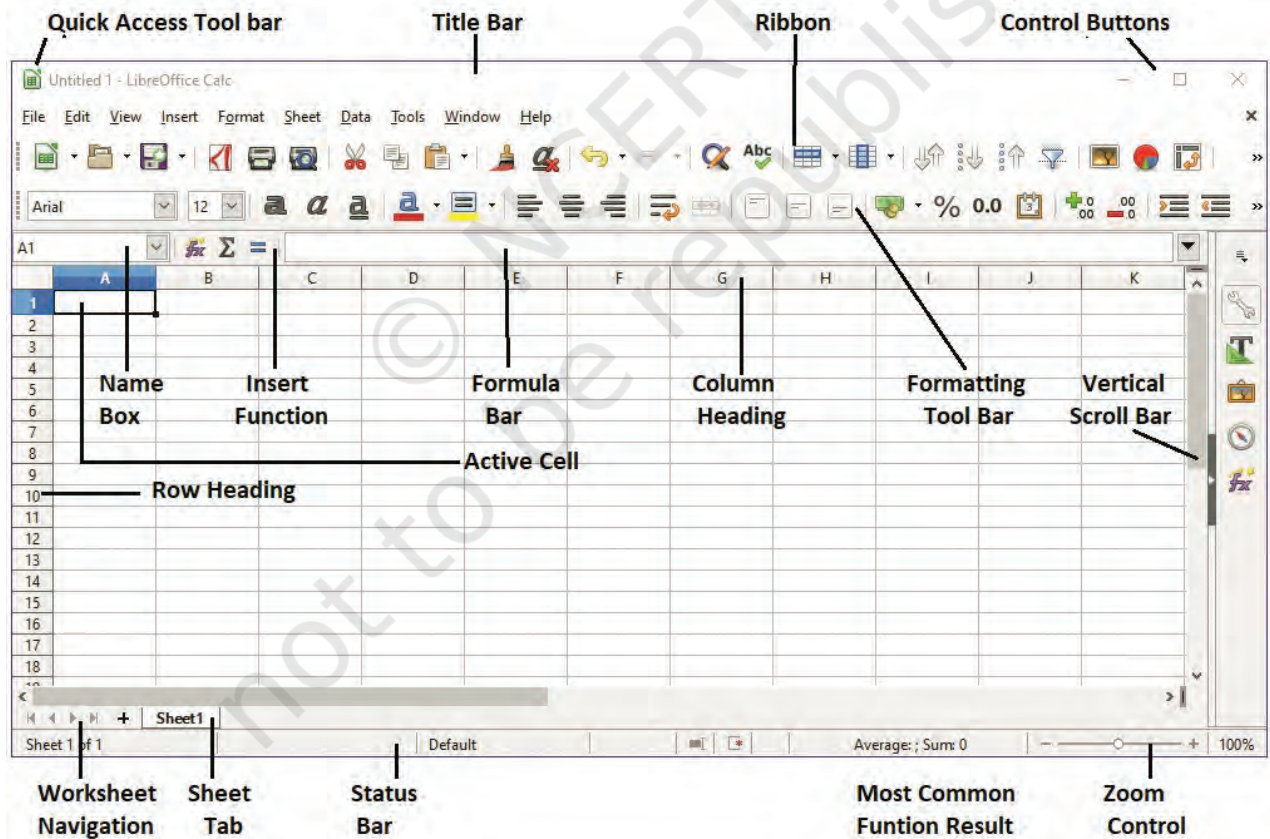 Quick Access Tool bar Title Bar Ribbon Control Buttons
Untitled 1 - LibreOffice Calc
File Edit View Insert Format Sheet Data Tools Window Help
Abc
Arial 12 a a a a % 0.0
A1 fx Σ =
A B C D E F G H I J K
1
2
3
4
5
6
7
8
9
10
11
12
13
14
15
16
17
18
19
Name Insert Formula Column Formatting Vertical
Box Function Bar Heading Tool Bar Scroll Bar
Active Cell
Row Heading
Sheet1
Sheet 1 of 1 Default Average: ; Sum: 0 100%
Worksheet Sheet Status Most Common Zoom
Navigation Tab Bar Funtion Result Control
© NCERT
not to be republis